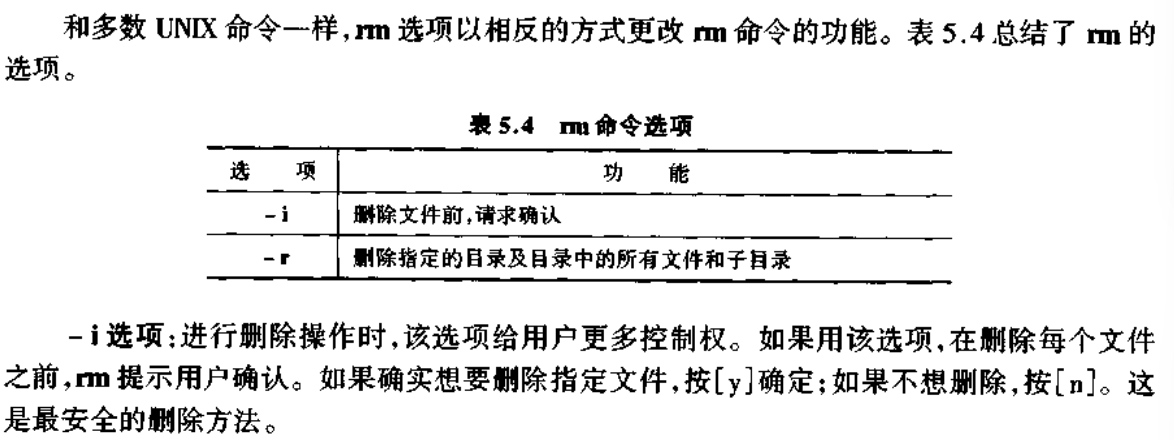 和多数 UNIX 命令一样,rm 选项以相反的方式更改 rm 命令的功能。表 5.4 总结了 rm 的
选项。
表 5.4 rm 命令选项
选 项 功 能
-i 删除文件前,请求确认
-r 删除指定的目录及目录中的所有文件和子目录
-i 选项:进行删除操作时,该选项给用户更多控制权。如果用该选项,在删除每个文件
之前,rm 提示用户确认。如果确实想要删除指定文件,按[y]确定;如果不想删除,按[n]。这
是最安全的删除方法。